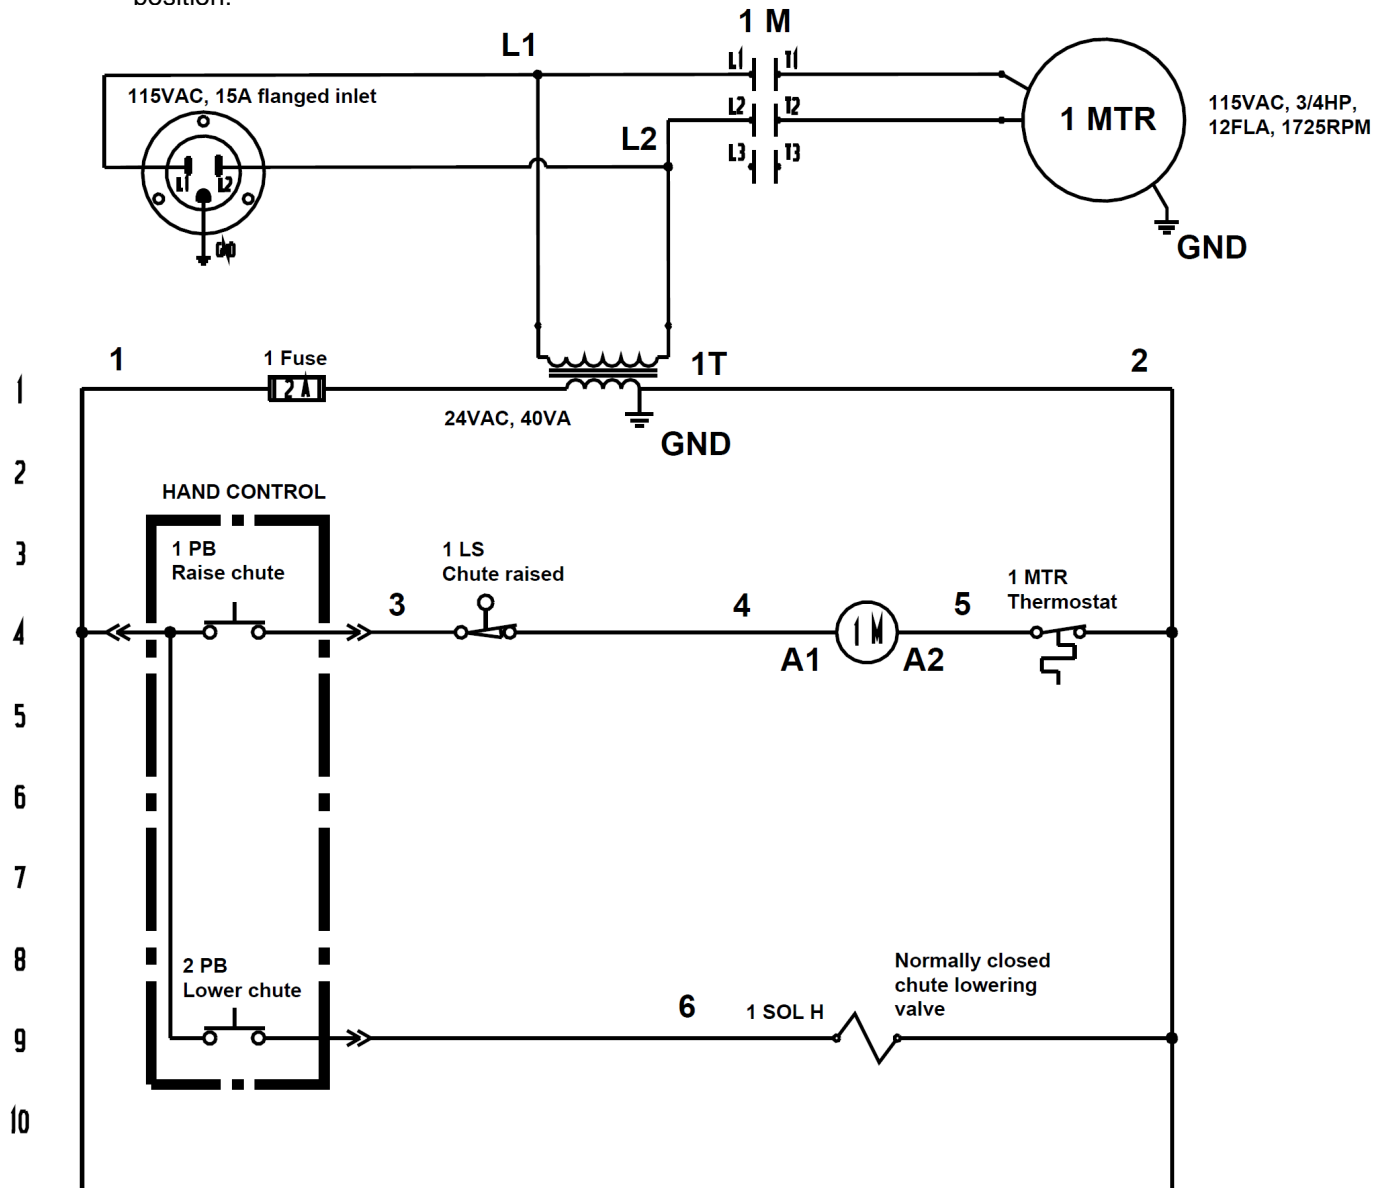 position.
1 M
L1
L1
T1
115VAC, 15A flanged inlet
115VAC, 3/4HP,
12FLA, 1725RPM
1 MTR
L2
L2
T2
L3
T3
L1
L2
GND
GND
1
1 Fuse
1T
2
1
2 A
24VAC, 40VA
GND
2
HAND CONTROL
3
1 PB
Raise chute
1 LS
Chute raised
1 MTR
Thermostat
3
4
5
4
1 M
A1
A2
5
6
7
8
2 PB
Lower chute
Normally closed
chute lowering
valve
6
1 SOL H
9
10